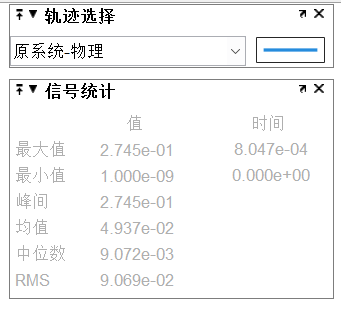 轨迹选择
原系统-物理
信号统计
值 时间
最大值 2.745e-01 8.047e-04
最小值 1.000e-09 0.000e+00
峰间 2.745e-01
均值 4.937e-02
中位数 9.072e-03
RMS 9.069e-02